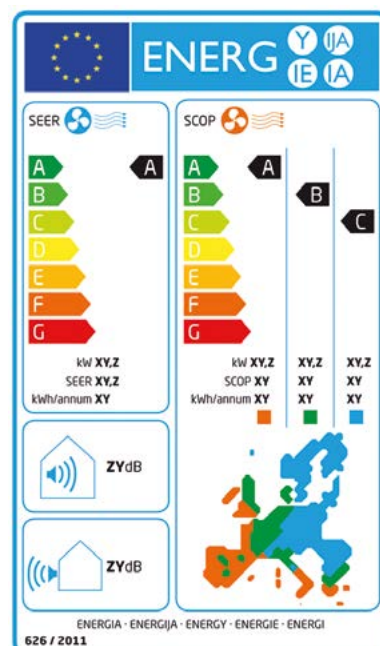 ENERG Y IJA IE IA
SEER
A A
B
C
D
E
F
G
kW XY,Z
SEER XY,Z
kWh/annum XY
SCOP
A A
B B
C C
D
E
F
G
kW XY,Z XY,Z XY,Z
SCOP XY XY XY
kWh/annum XY XY XY
ZYdB
ZYdB
ENERGIA · ENERGIJA · ENERGY · ENERGIE · ENERGI
626 / 2011